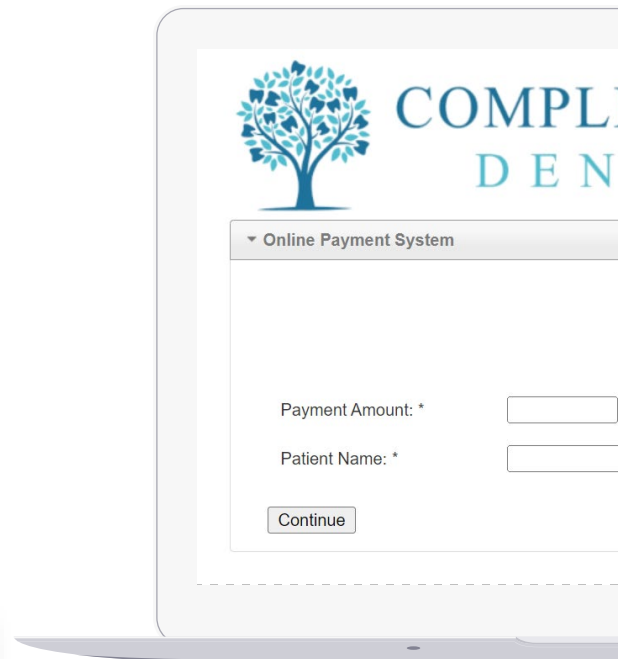 COMPL
DEN
Online Payment System
Payment Amount: *
Patient Name: *
Continue